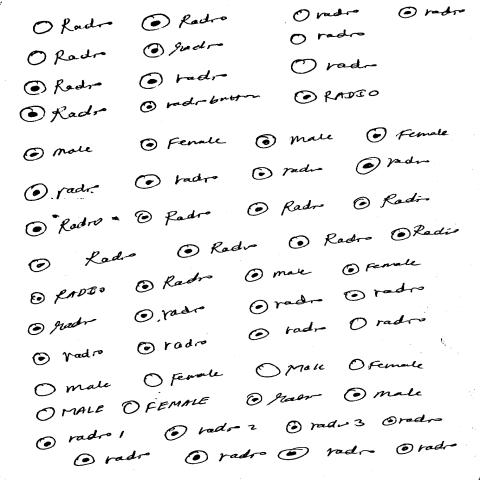 Radio Radio radio radio
Radio Radio radio
Radio radio radio
Radio radio button RADIO
male Female male Female
radio radio radio radio
"Radio" Radio Radio Radio
Radio Radio Radio Radio
RADIO Radio male Female
Radio radio radio radio
radio radio radio radio
male Female Male Female
MALE FEMALE Radio male
radio 1 radio 2 radio 3 radio
radio radio radio radio